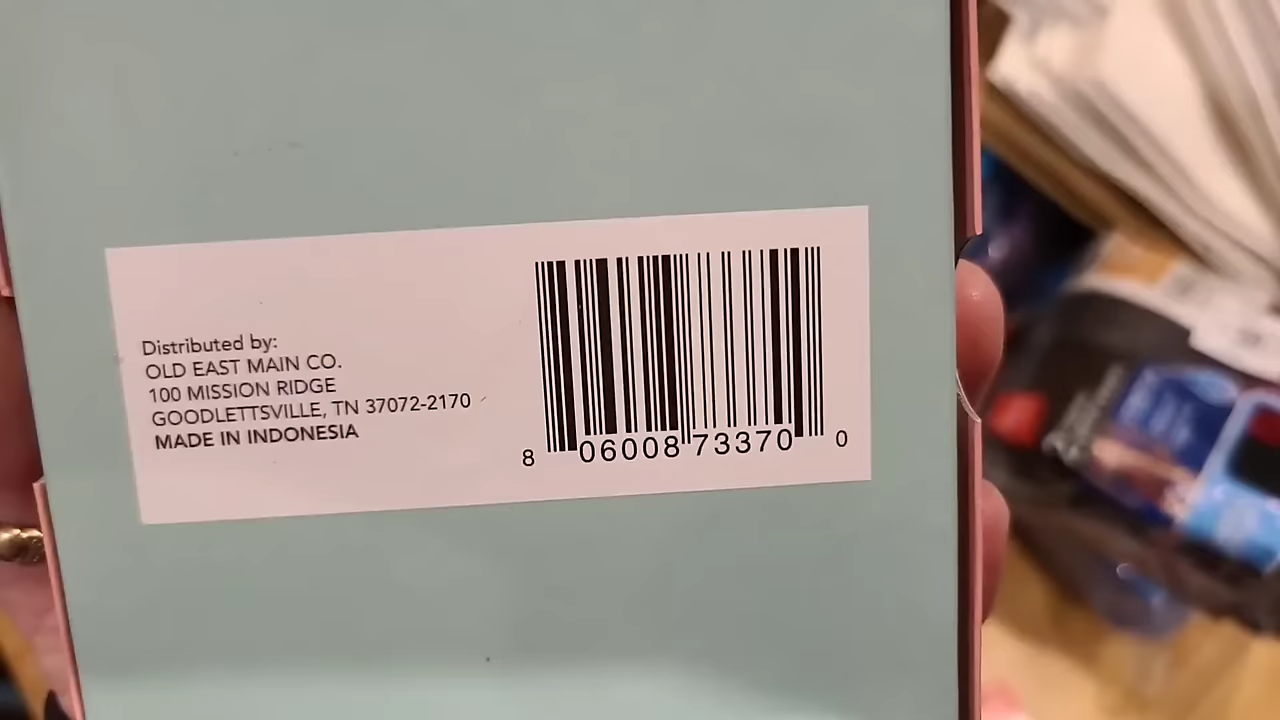 Distributed by:
OLD EAST MAIN CO.
100 MISSION RIDGE
GOODLETTSVILLE, TN 37072-2170
MADE IN INDONESIA
8 06008 73370 0